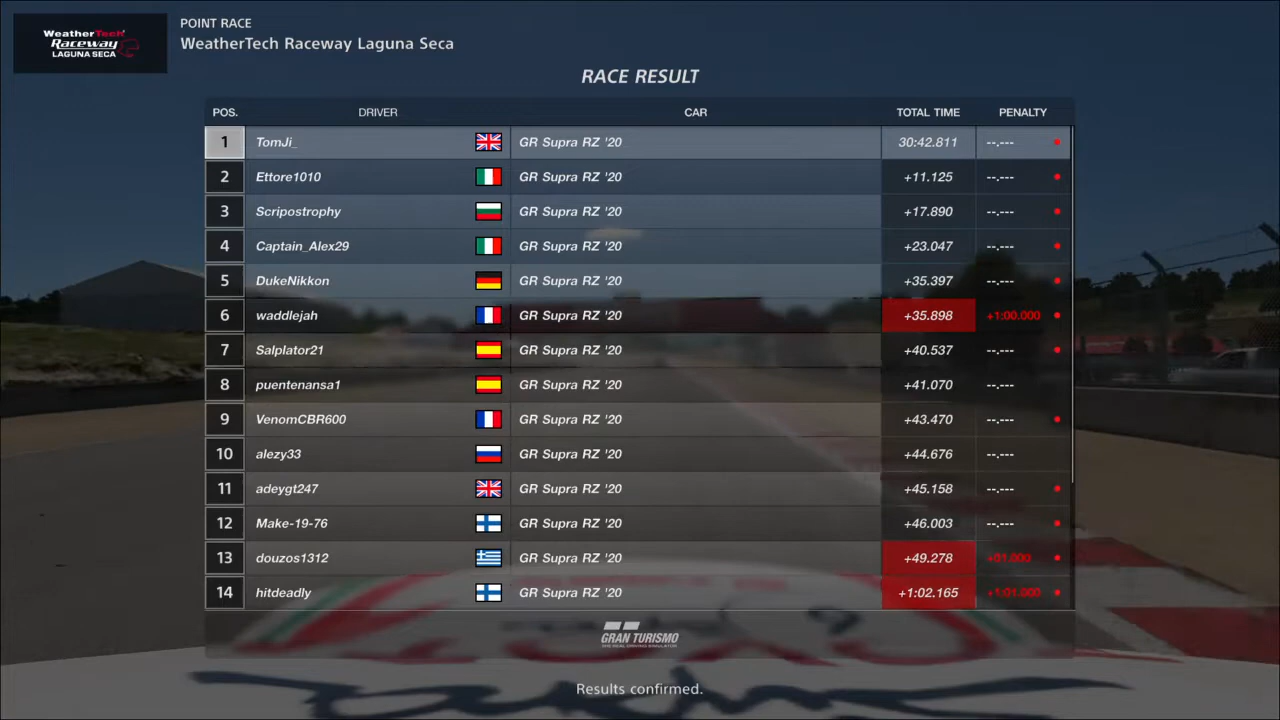 WeatherTech
Raceway
LAGUNA SECA
POINT RACE
WeatherTech Raceway Laguna Seca
RACE RESULT
POS. DRIVER CAR TOTAL TIME PENALTY
1 TomJi_ GR Supra RZ '20 30:42.811 --.---
2 Ettore1010 GR Supra RZ '20 +11.125 --.---
3 Scripostrophy GR Supra RZ '20 +17.890 --.---
4 Captain_Alex29 GR Supra RZ '20 +23.047 --.---
5 DukeNikkon GR Supra RZ '20 +35.397 --.---
6 waddlejah GR Supra RZ '20 +35.898 +1:00.000
7 Salplator21 GR Supra RZ '20 +40.537 --.---
8 puentenansa1 GR Supra RZ '20 +41.070 --.---
9 VenomCBR600 GR Supra RZ '20 +43.470 --.---
10 alezy33 GR Supra RZ '20 +44.676 --.---
11 adeygt247 GR Supra RZ '20 +45.158 --.---
12 Make-19-76 GR Supra RZ '20 +46.003 --.---
13 douzos1312 GR Supra RZ '20 +49.278 +01.000
14 hitdeadly GR Supra RZ '20 +1:02.165 +1:01.000
GRAN TURISMO
THE REAL DRIVING SIMULATOR
Results confirmed.